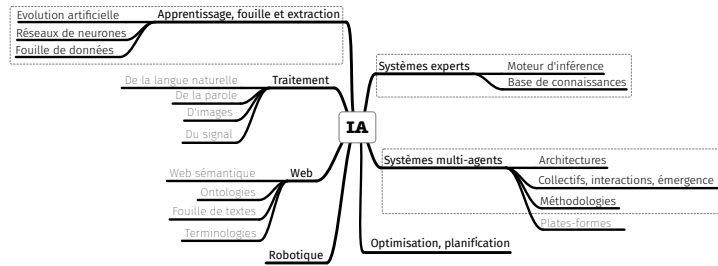 Evolution artificielle
Apprentissage, fouille et extraction
Réseaux de neurones
Fouille de données
De la langue naturelle
Traitement
De la parole
D'images
Du signal
Web sémantique
Web
Ontologies
Fouille de textes
Terminologies
Robotique
IA
Systèmes experts
Moteur d'inférence
Base de connaissances
Systèmes multi-agents
Architectures
Collectifs, interactions, émergence
Méthodologies
Plates-formes
Optimisation, planification